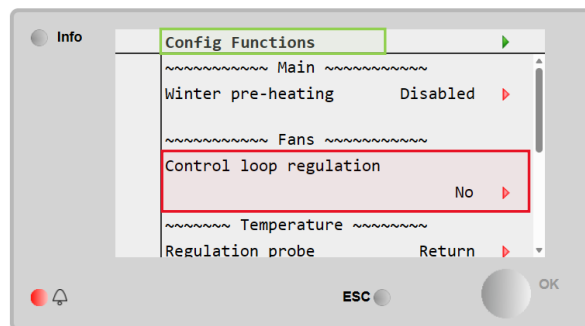 Info
Config Functions
~~~~~~~~~~~ Main ~~~~~~~~~~~
Winter pre-heating Disabled
~~~~~~~~~~~ Fans ~~~~~~~~~~~
Control loop regulation
No
~~~~~~~ Temperature ~~~~~~~~
Regulation probe Return
ESC
OK